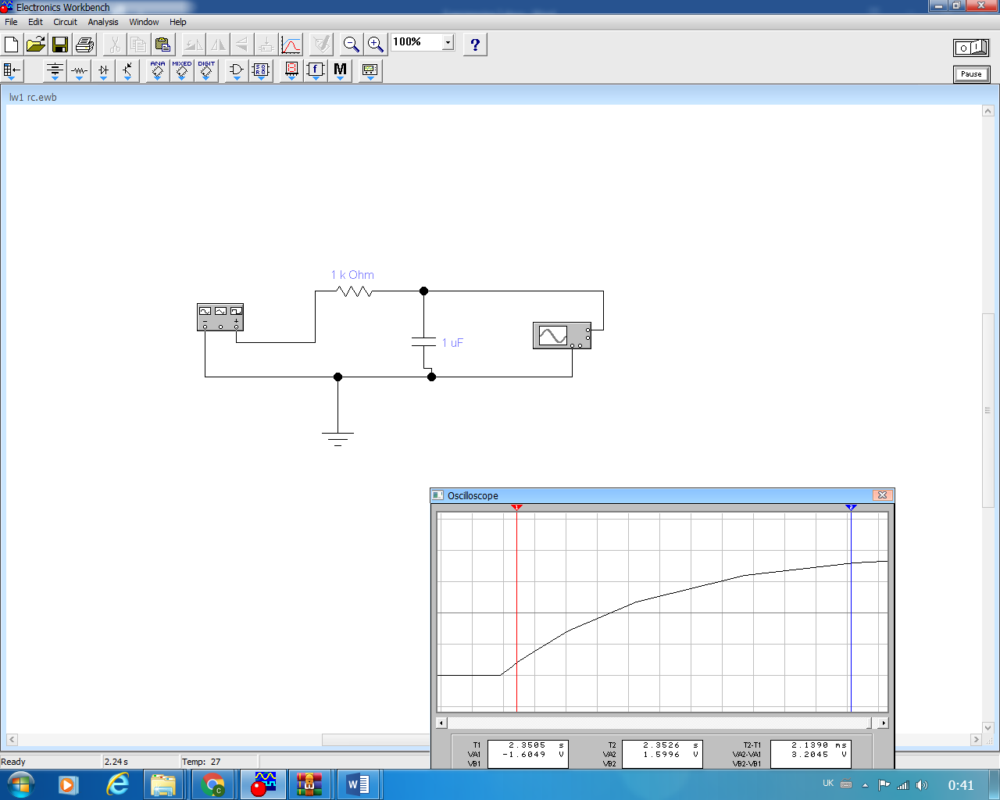 Electronics Workbench
File Edit Circuit Analysis Window Help
100% ?
O I
ANA MIXED DIGIT f M
Pause
lw1 rc.ewb
1 k Ohm
− +
1 uF
Oscilloscope
1 2
T1 2.3505 s T2 2.3526 s T2-T1 2.1390 ms
VA1 -1.6049 V VA2 1.5996 V VA2-VA1 3.2045 V
VB1 VB2 VB2-VB1
Ready 2.24 s Temp: 27
UK 0:41